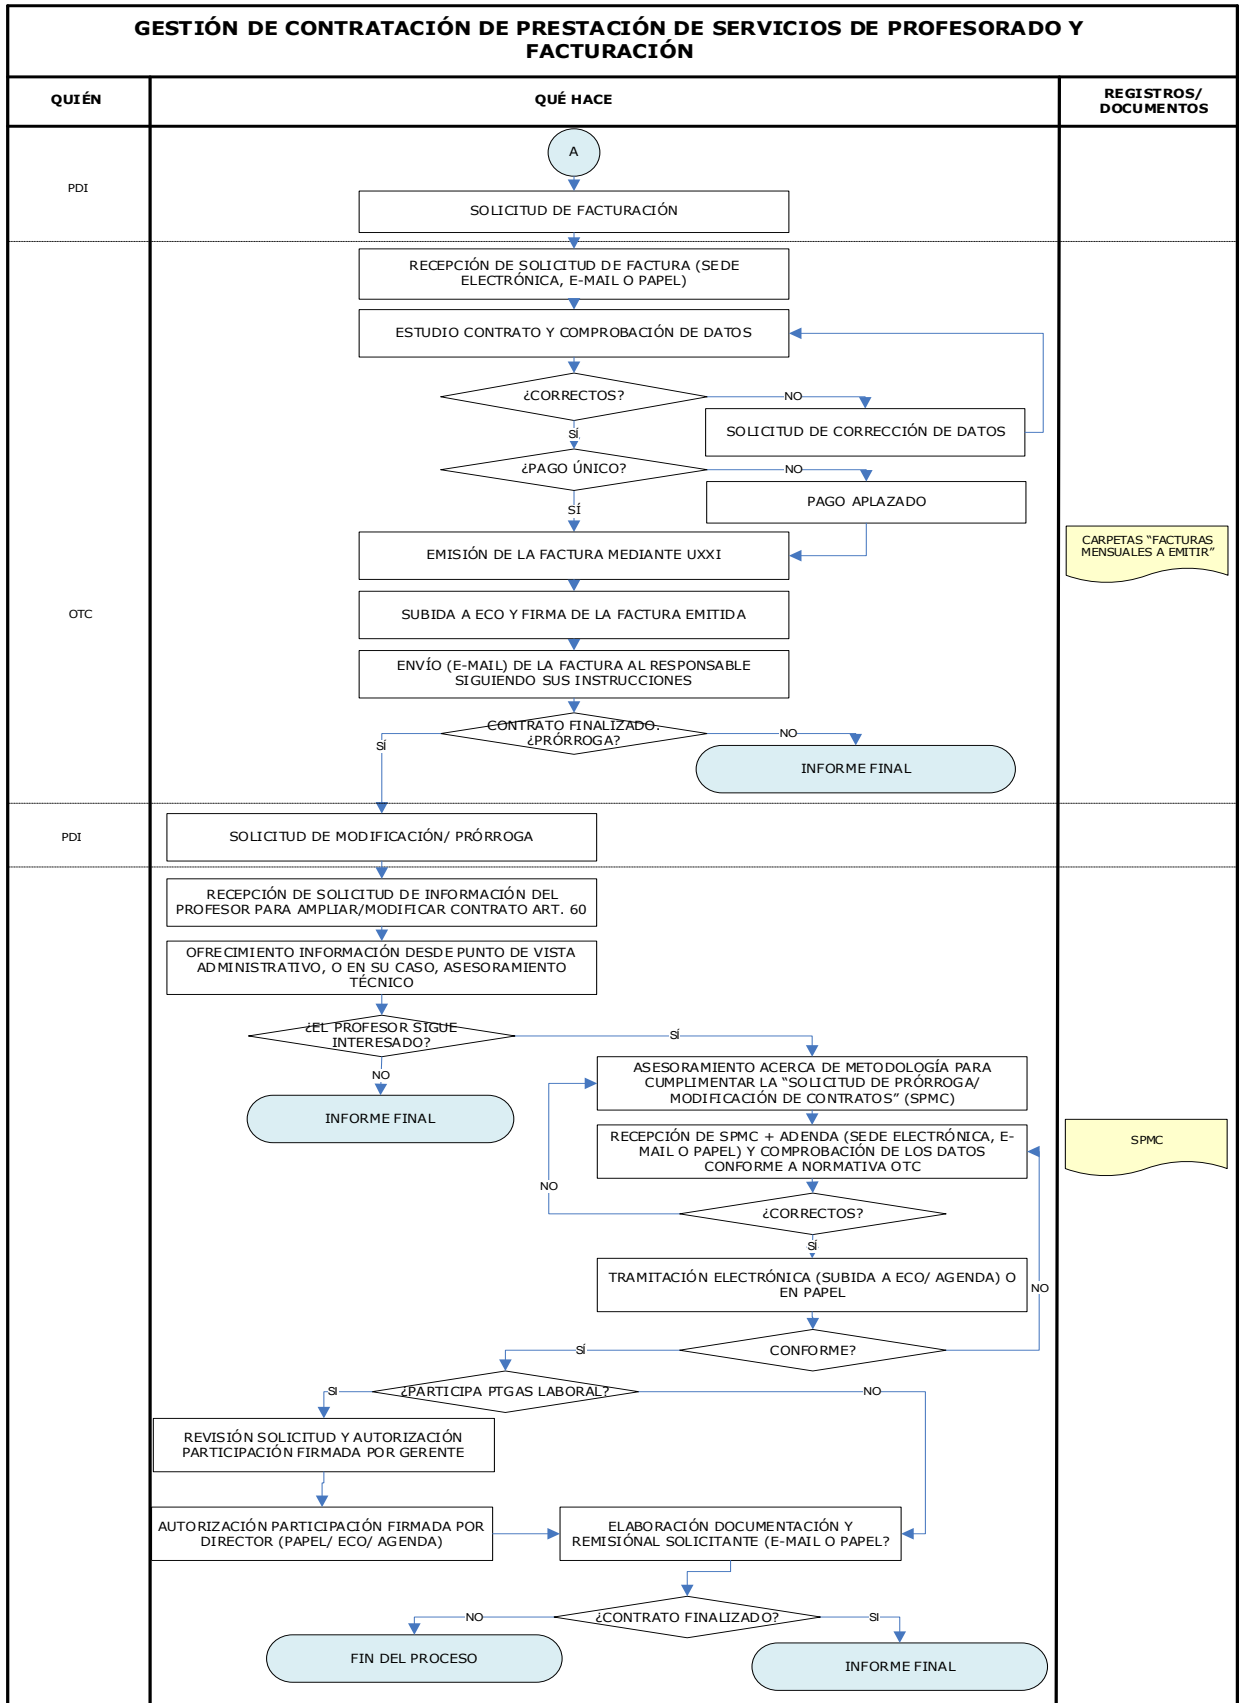 GESTIÓN DE CONTRATACIÓN DE PRESTACIÓN DE SERVICIOS DE PROFESORADO Y
FACTURACIÓN
QUIÉN
QUÉ HACE
REGISTROS/
DOCUMENTOS
A
PDI
SOLICITUD DE FACTURACIÓN
RECEPCIÓN DE SOLICITUD DE FACTURA (SEDE
ELECTRÓNICA, E-MAIL O PAPEL)
ESTUDIO CONTRATO Y COMPROBACIÓN DE DATOS
¿CORRECTOS?
NO
SOLICITUD DE CORRECCIÓN DE DATOS
SÍ
¿PAGO ÚNICO?
NO
PAGO APLAZADO
SÍ
EMISIÓN DE LA FACTURA MEDIANTE UXXI
CARPETAS “FACTURAS
MENSUALES A EMITIR”
OTC
SUBIDA A ECO Y FIRMA DE LA FACTURA EMITIDA
ENVÍO (E-MAIL) DE LA FACTURA AL RESPONSABLE
SIGUIENDO SUS INSTRUCCIONES
CONTRATO FINALIZADO.
¿PRÓRROGA?
SÍ
NO
INFORME FINAL
PDI
SOLICITUD DE MODIFICACIÓN/ PRÓRROGA
RECEPCIÓN DE SOLICITUD DE INFORMACIÓN DEL
PROFESOR PARA AMPLIAR/MODIFICAR CONTRATO ART. 60
OFRECIMIENTO INFORMACIÓN DESDE PUNTO DE VISTA
ADMINISTRATIVO, O EN SU CASO, ASESORAMIENTO
TÉCNICO
¿EL PROFESOR SIGUE
INTERESADO?
SÍ
NO
INFORME FINAL
ASESORAMIENTO ACERCA DE METODOLOGÍA PARA
CUMPLIMENTAR LA “SOLICITUD DE PRÓRROGA/
MODIFICACIÓN DE CONTRATOS” (SPMC)
RECEPCIÓN DE SPMC + ADENDA (SEDE ELECTRÓNICA, E-
MAIL O PAPEL) Y COMPROBACIÓN DE LOS DATOS
CONFORME A NORMATIVA OTC
SPMC
NO
¿CORRECTOS?
SÍ
TRAMITACIÓN ELECTRÓNICA (SUBIDA A ECO/ AGENDA) O
EN PAPEL
NO
CONFORME?
SÍ
¿PARTICIPA PTGAS LABORAL?
SI
NO
REVISIÓN SOLICITUD Y AUTORIZACIÓN
PARTICIPACIÓN FIRMADA POR GERENTE
AUTORIZACIÓN PARTICIPACIÓN FIRMADA POR
DIRECTOR (PAPEL/ ECO/ AGENDA)
ELABORACIÓN DOCUMENTACIÓN Y
REMISIÓNAL SOLICITANTE (E-MAIL O PAPEL?
¿CONTRATO FINALIZADO?
NO
SI
FIN DEL PROCESO
INFORME FINAL